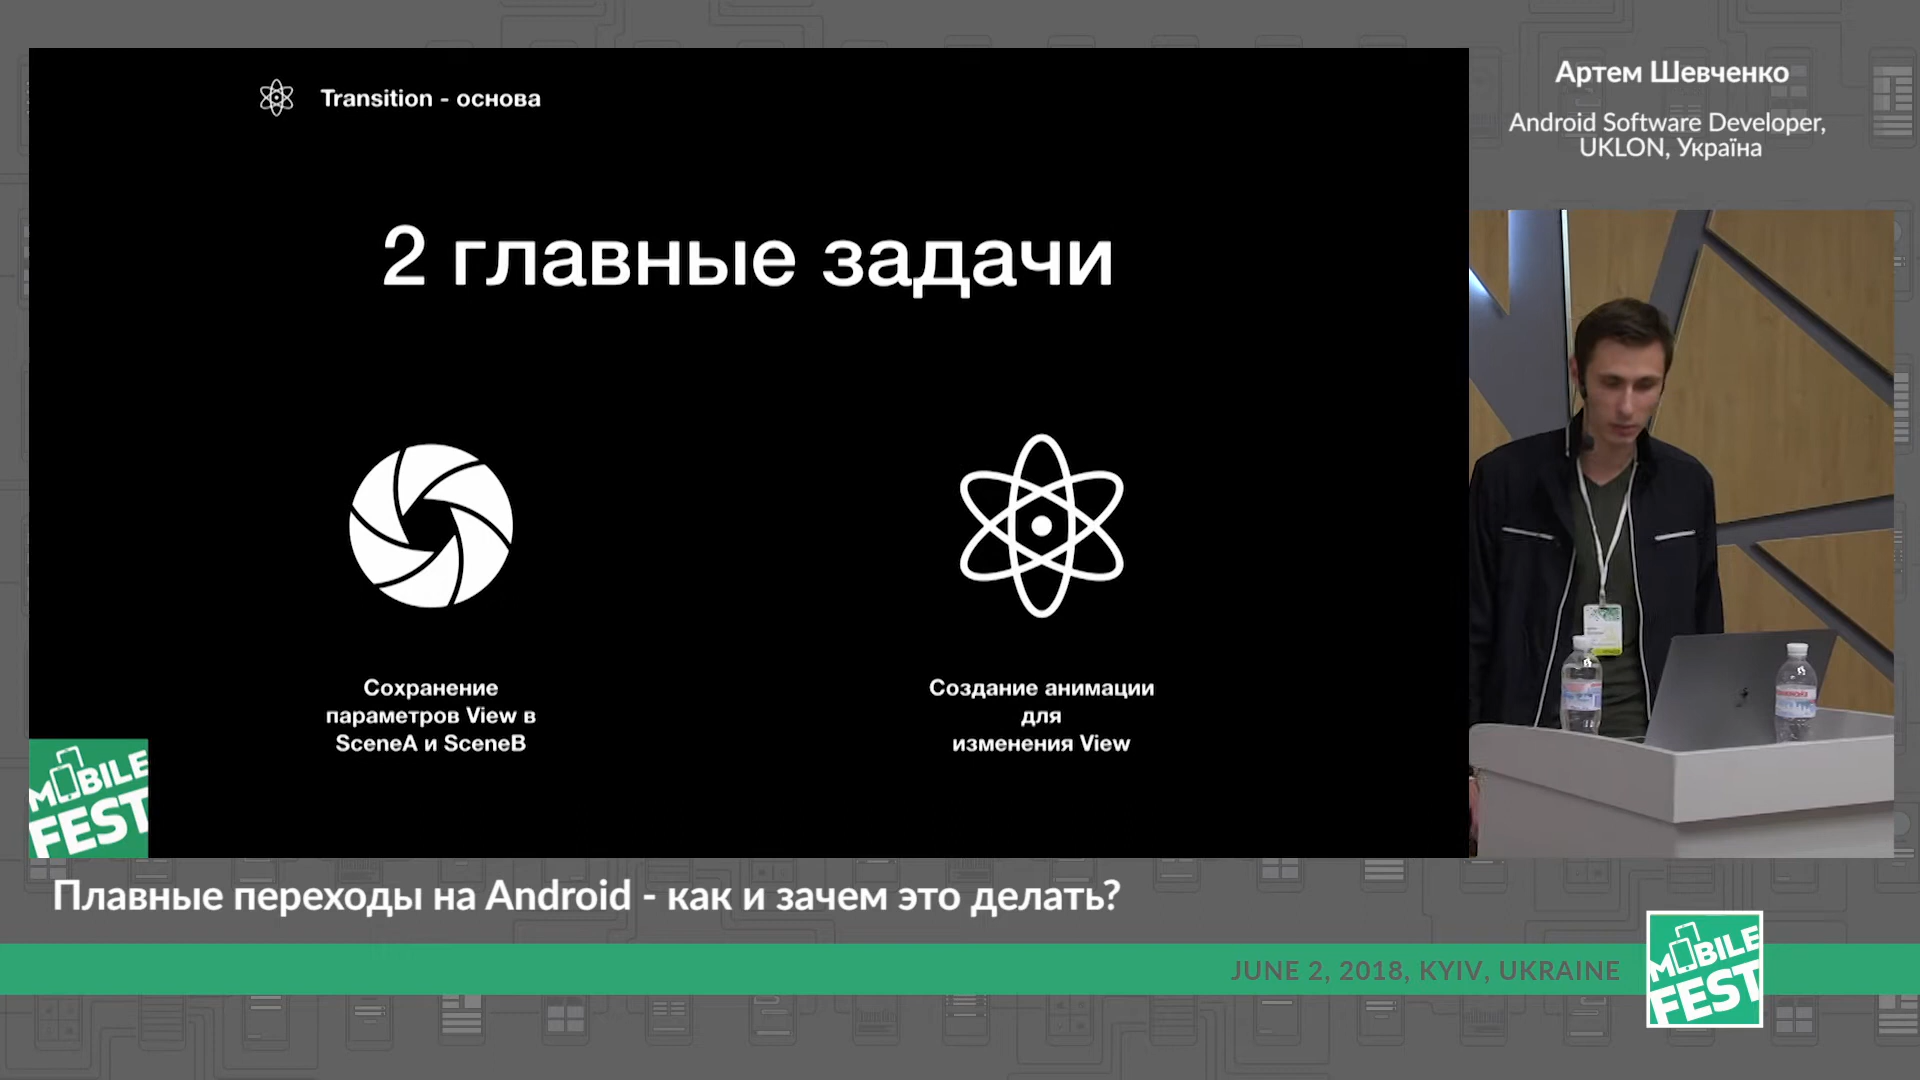 Transition - основа
2 главные задачи
Сохранение
параметров View в
SceneA и SceneB
Создание анимации
для
изменения View
MOBILE
FEST
Артем Шевченко
Android Software Developer,
UKLON, Україна
Плавные переходы на Android - как и зачем это делать?
JUNE 2, 2018, KYIV, UKRAINE
MOBILE
FEST